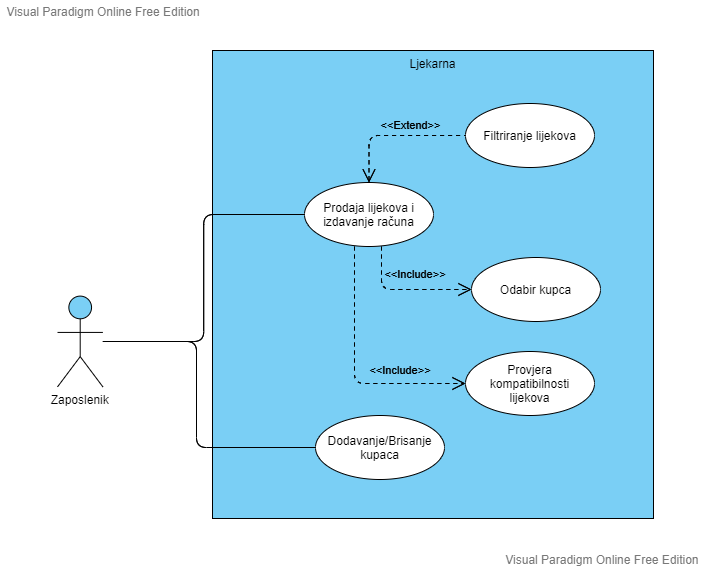 Visual Paradigm Online Free Edition
Ljekarna
<<Extend>>
Filtriranje lijekova
Prodaja lijekova i
izdavanje računa
<<Include>>
Odabir kupca
<<Include>>
Provjera
kompatibilnosti
lijekova
Zaposlenik
Dodavanje/Brisanje
kupaca
Visual Paradigm Online Free Edition